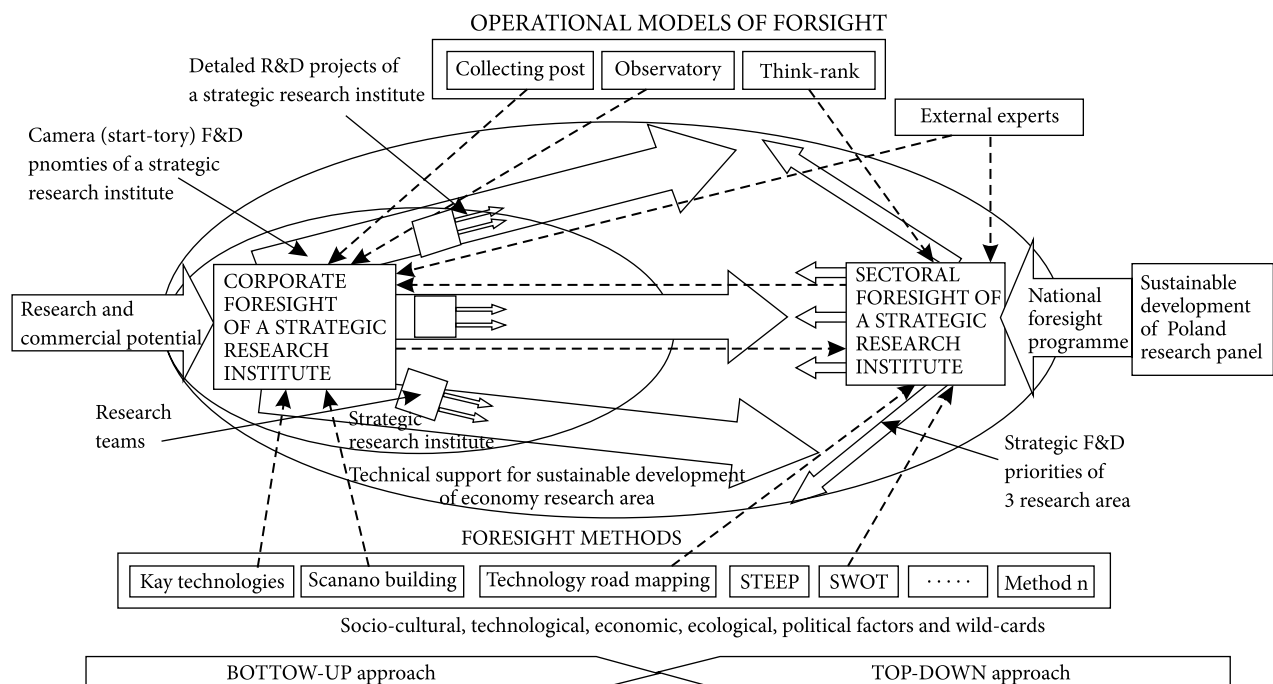 OPERATIONAL MODELS OF FORSIGHT
Collecting post
Observatory
Think-rank
Detaled R&D projects of
a strategic research institute
External experts
Camera (start-tory) F&D
pnomties of a strategic
research institute
CORPORATE
FORESIGHT
OF A STRATEGIC
RESEARCH
INSTITUTE
SECTORAL
FORESIGHT OF
A STRATEGIC
RESEARCH
INSTITUTE
Research and
commercial potential
National
foresight
programme
Sustainable
development
of Poland
research panel
Research
teams
Strategic
research institute
Technical support for sustainable development
of economy research area
Strategic F&D
priorities of
3 research area
FORESIGHT METHODS
Kay technologies
Scanano building
Technology road mapping
STEEP
SWOT
.....
Method n
Socio-cultural, technological, economic, ecological, political factors and wild-cards
BOTTOW-UP approach
TOP-DOWN approach